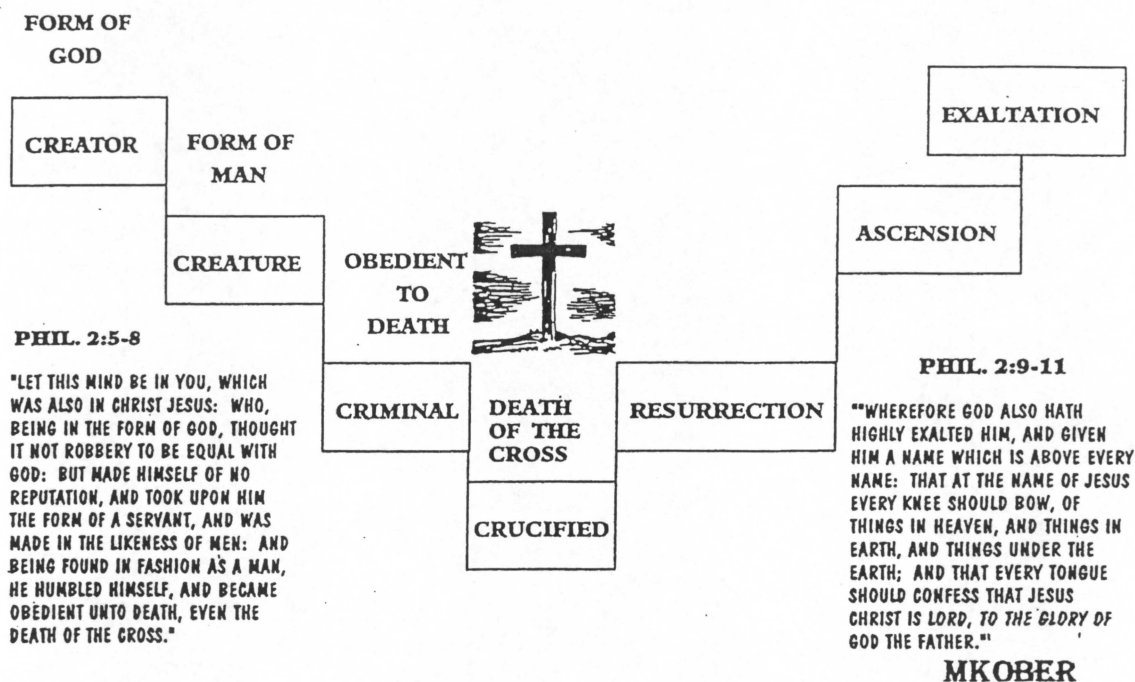 FORM OF
GOD
CREATOR
FORM OF
MAN
CREATURE
OBEDIENT
TO
DEATH
CRIMINAL
DEATH
OF THE
CROSS
CRUCIFIED
RESURRECTION
ASCENSION
EXALTATION
PHIL. 2:5-8
"LET THIS MIND BE IN YOU, WHICH
WAS ALSO IN CHRIST JESUS: WHO,
BEING IN THE FORM OF GOD, THOUGHT
IT NOT ROBBERY TO BE EQUAL WITH
GOD: BUT MADE HIMSELF OF NO
REPUTATION, AND TOOK UPON HIM
THE FORM OF A SERVANT, AND WAS
MADE IN THE LIKENESS OF MEN: AND
BEING FOUND IN FASHION AS A MAN,
HE HUMBLED HIMSELF, AND BECAME
OBEDIENT UNTO DEATH, EVEN THE
DEATH OF THE CROSS."
PHIL. 2:9-11
""WHEREFORE GOD ALSO HATH
HIGHLY EXALTED HIM, AND GIVEN
HIM A NAME WHICH IS ABOVE EVERY
NAME: THAT AT THE NAME OF JESUS
EVERY KNEE SHOULD BOW, OF
THINGS IN HEAVEN, AND THINGS IN
EARTH, AND THINGS UNDER THE
EARTH; AND THAT EVERY TONGUE
SHOULD CONFESS THAT JESUS
CHRIST IS LORD, TO THE GLORY OF
GOD THE FATHER."'
MKOBER